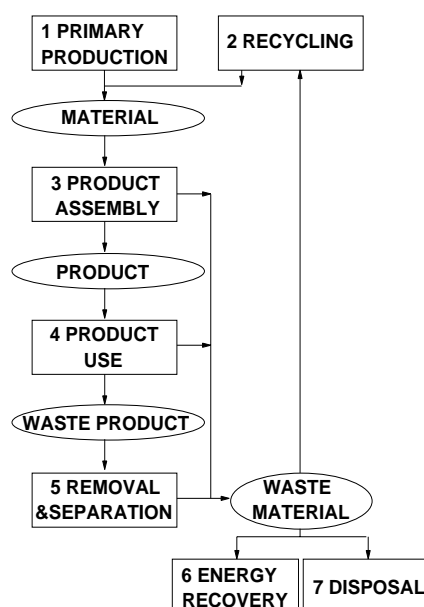 1 PRIMARY
PRODUCTION
2 RECYCLING
MATERIAL
3 PRODUCT
ASSEMBLY
PRODUCT
4 PRODUCT
USE
WASTE PRODUCT
5 REMOVAL
&SEPARATION
WASTE
MATERIAL
6 ENERGY
RECOVERY
7 DISPOSAL